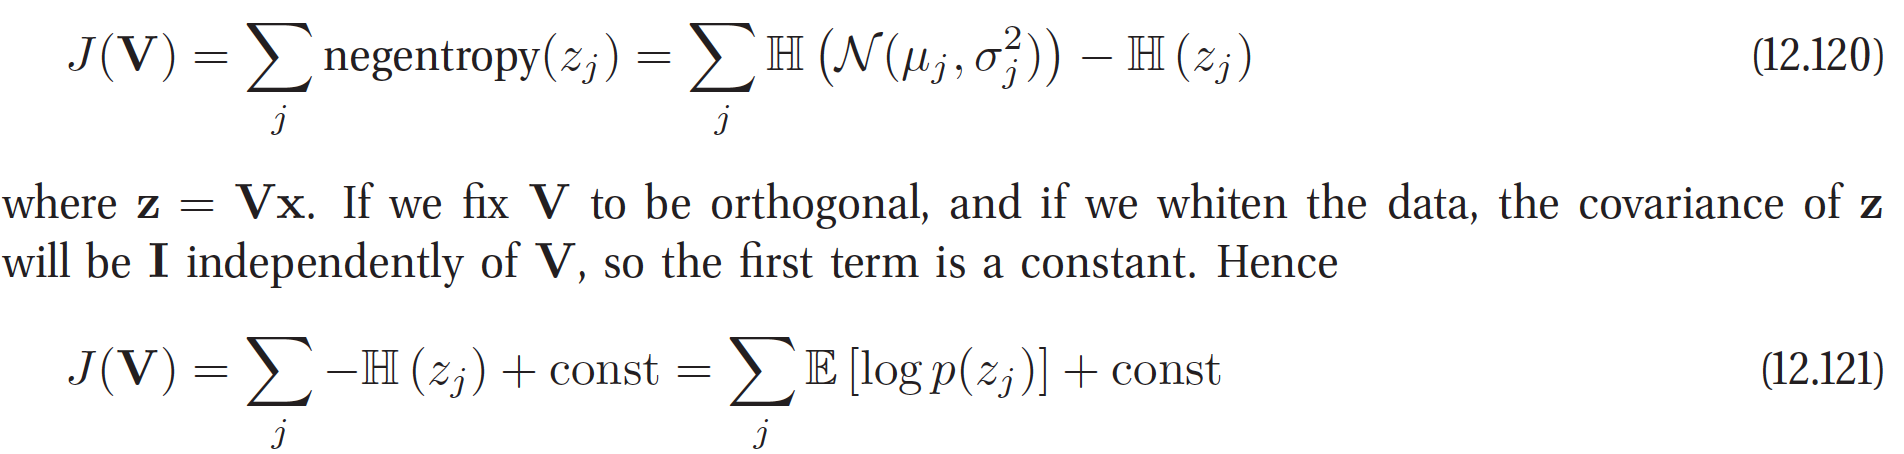 J(V) = ∑_j negentropy(z_j) = ∑_j ℍ (𝒩(μ_j, σ_j^2)) − ℍ (z_j) (12.120)
where z = Vx. If we fix V to be orthogonal, and if we whiten the data, the covariance of z
will be I independently of V, so the first term is a constant. Hence
J(V) = ∑_j −ℍ (z_j) + const = ∑_j 𝔼 [log p(z_j)] + const (12.121)